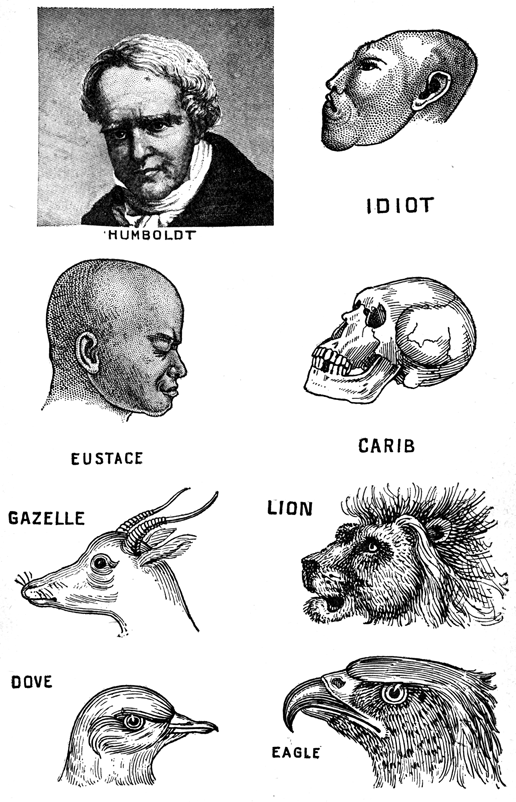 HUMBOLDT
IDIOT
EUSTACE
CARIB
GAZELLE
LION
DOVE
EAGLE